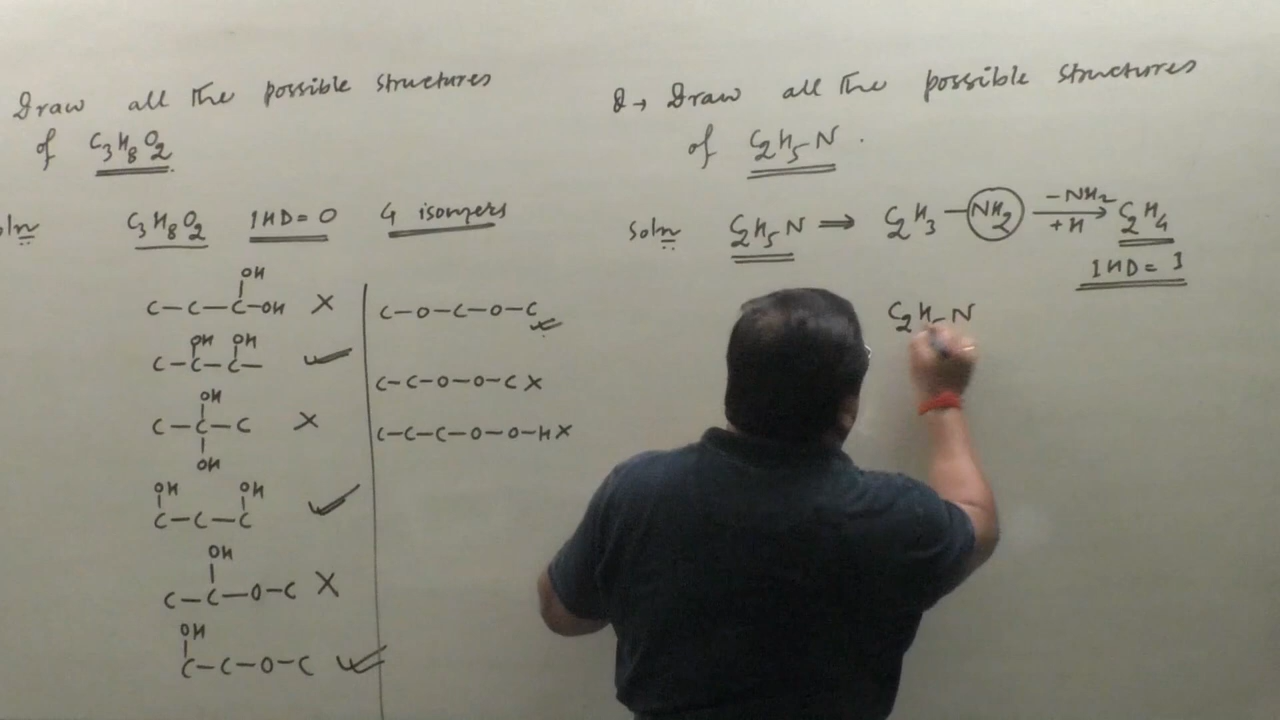 Draw all the possible structures
of C3H8O2
Soln C3H8O2 IHD = 0 4 isomers
OH
C-C-C-OH X
OH OH
C-C-C- ✓
OH
C-C-C X
OH
OH OH
C-C-C ✓
OH
C-C-O-C X
OH
C-C-O-C ✓
C-O-C-O-C ✓
C-C-O-O-C X
C-C-C-O-O-H X
Q→ Draw all the possible structures
of C2H5N.
Soln C2H5N ⇒ C2H3-NH2 -NH2 +H → C2H4
IHD = 1
C2H5N